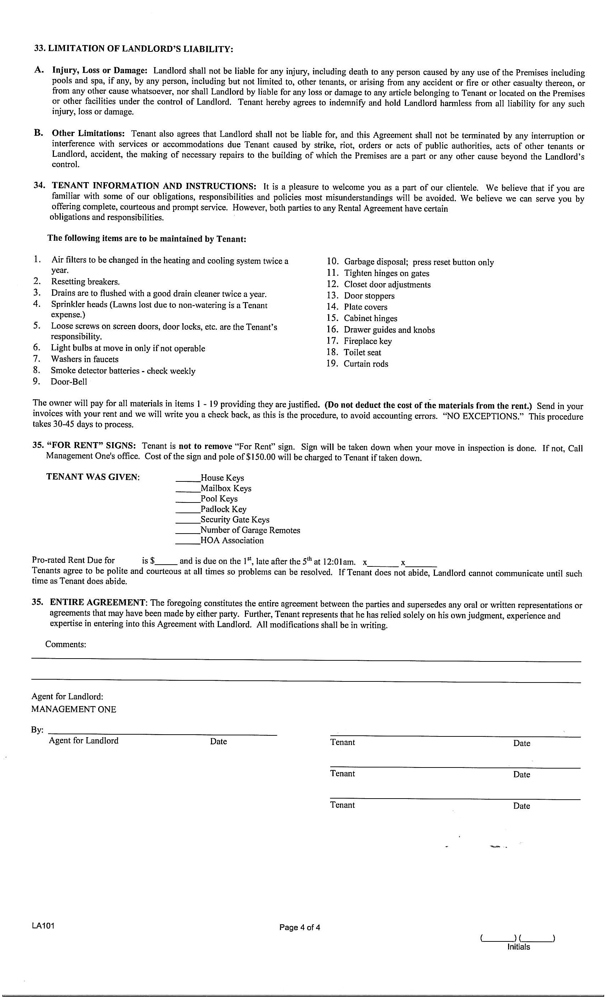 33. LIMITATION OF LANDLORD'S LIABILITY:
A. Injury, Loss or Damage: Landlord shall not be liable for any injury, including death to any person caused by any use of the Premises including
pools and spa, if any, by any person, including but not limited to, other tenants, or arising from any accident or fire or other casualty thereon, or
from any other cause whatsoever, nor shall Landlord by liable for any loss or damage to any article belonging to Tenant or located on the Premises
or other facilities under the control of Landlord. Tenant hereby agrees to indemnify and hold Landlord harmless from all liability for any such
injury, loss or damage.
B. Other Limitations: Tenant also agrees that Landlord shall not be liable for, and this Agreement shall not be terminated by any interruption or
interference with services or accommodations due Tenant caused by strike, riot, orders or acts of public authorities, acts of other tenants or
Landlord, accident, the making of necessary repairs to the building of which the Premises are a part or any other cause beyond the Landlord's
control.
34. TENANT INFORMATION AND INSTRUCTIONS: It is a pleasure to welcome you as a part of our clientele. We believe that if you are
familiar with some of our obligations, responsibilities and policies most misunderstandings will be avoided. We believe we can serve you by
offering complete, courteous and prompt service. However, both parties to any Rental Agreement have certain
obligations and responsibilities.
The following items are to be maintained by Tenant:
1. Air filters to be changed in the heating and cooling system twice a
year.
2. Resetting breakers.
3. Drains are to flushed with a good drain cleaner twice a year.
4. Sprinkler heads (Lawns lost due to non-watering is a Tenant
expense.)
5. Loose screws on screen doors, door locks, etc. are the Tenant's
responsibility.
6. Light bulbs at move in only if not operable
7. Washers in faucets
8. Smoke detector batteries - check weekly
9. Door-Bell
10. Garbage disposal; press reset button only
11. Tighten hinges on gates
12. Closet door adjustments
13. Door stoppers
14. Plate covers
15. Cabinet hinges
16. Drawer guides and knobs
17. Fireplace key
18. Toilet seat
19. Curtain rods
The owner will pay for all materials in items 1 - 19 providing they are justified. (Do not deduct the cost of the materials from the rent.) Send in your
invoices with your rent and we will write you a check back, as this is the procedure, to avoid accounting errors. "NO EXCEPTIONS." This procedure
takes 30-45 days to process.
35. "FOR RENT" SIGNS: Tenant is not to remove "For Rent" sign. Sign will be taken down when your move in inspection is done. If not, Call
Management One's office. Cost of the sign and pole of $150.00 will be charged to Tenant if taken down.
TENANT WAS GIVEN: _____House Keys
_____Mailbox Keys
_____Pool Keys
_____Padlock Key
_____Security Gate Keys
_____Number of Garage Remotes
_____HOA Association
Pro-rated Rent Due for is $_____ and is due on the 1st, late after the 5th at 12:01am. x_______ x_______
Tenants agree to be polite and courteous at all times so problems can be resolved. If Tenant does not abide, Landlord cannot communicate until such
time as Tenant does abide.
35. ENTIRE AGREEMENT: The foregoing constitutes the entire agreement between the parties and supersedes any oral or written representations or
agreements that may have been made by either party. Further, Tenant represents that he has relied solely on his own judgment, experience and
expertise in entering into this Agreement with Landlord. All modifications shall be in writing.
Comments:
Agent for Landlord:
MANAGEMENT ONE
By: ____________________
Agent for Landlord Date
Tenant Date
Tenant Date
Tenant Date
LA101 Page 4 of 4
(_______) (_______)
Initials